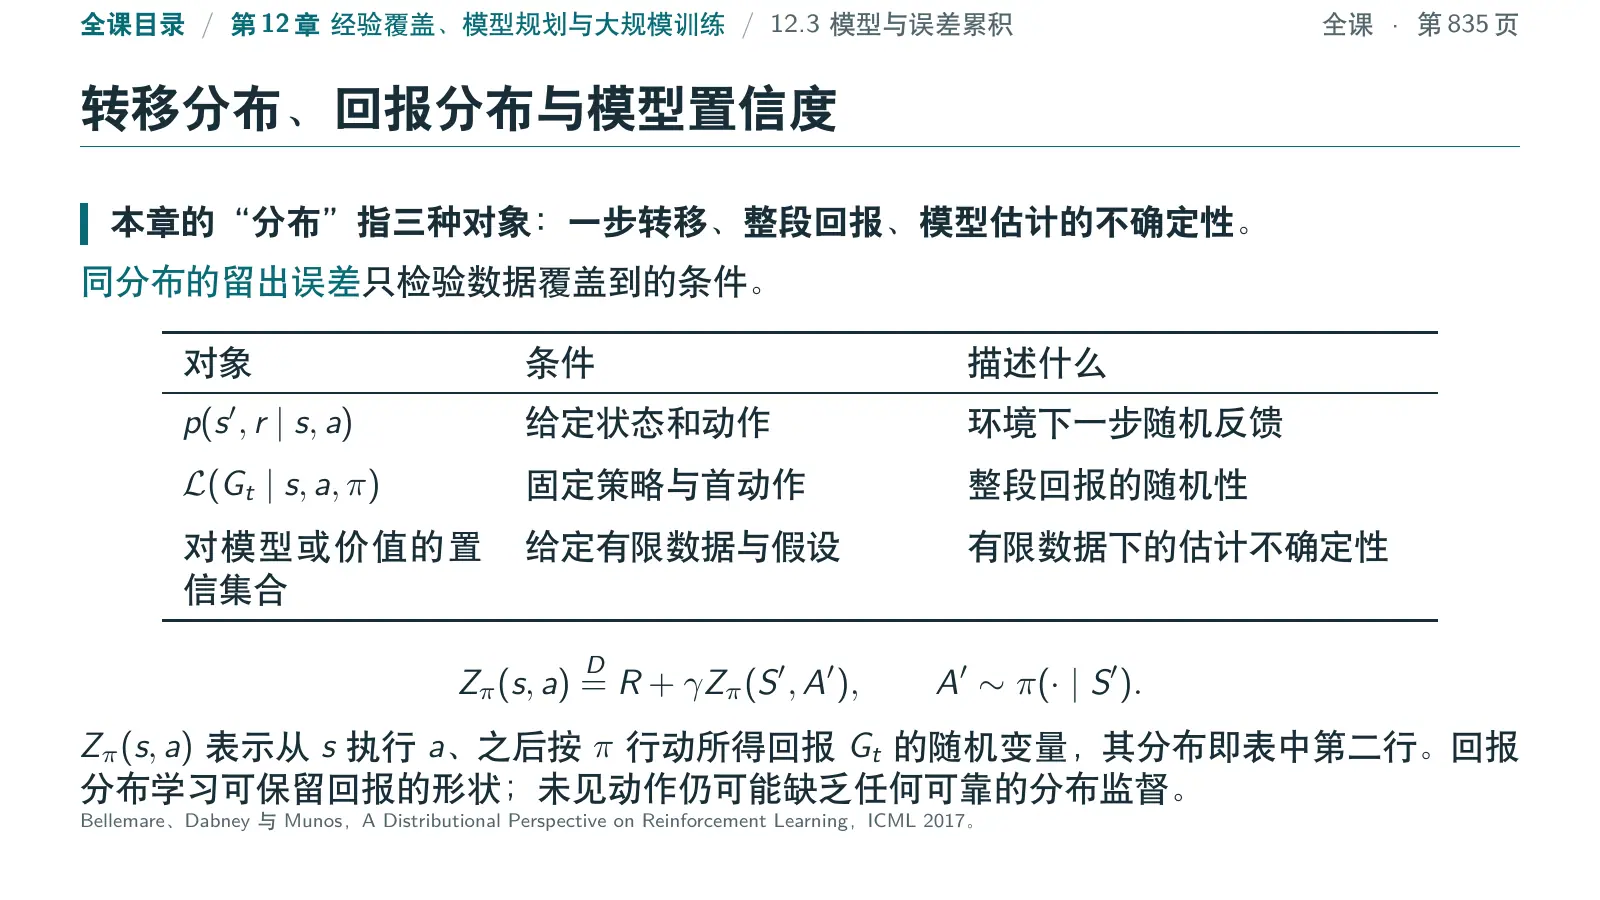 全课目录 / 第 12 章 经验覆盖、模型规划与大规模训练 / 12.3 模型与误差累积 全课 · 第 835 页
转移分布、回报分布与模型置信度
本章的“分布”指三种对象：一步转移、整段回报、模型估计的不确定性。
同分布的留出误差只检验数据覆盖到的条件。
对象 条件 描述什么
p(s′, r | s, a) 给定状态和动作 环境下一步随机反馈
ℒ(G_t | s, a, π) 固定策略与首动作 整段回报的随机性
对模型或价值的置信集合 给定有限数据与假设 有限数据下的估计不确定性
Z_π(s, a) =^D R + γZ_π(S′, A′), A′ ∼ π(· | S′).
Z_π(s, a) 表示从 s 执行 a、之后按 π 行动所得回报 G_t 的随机变量，其分布即表中第二行。回报
分布学习可保留回报的形状；未见动作仍可能缺乏任何可靠的分布监督。
Bellemare、Dabney 与 Munos，A Distributional Perspective on Reinforcement Learning，ICML 2017。